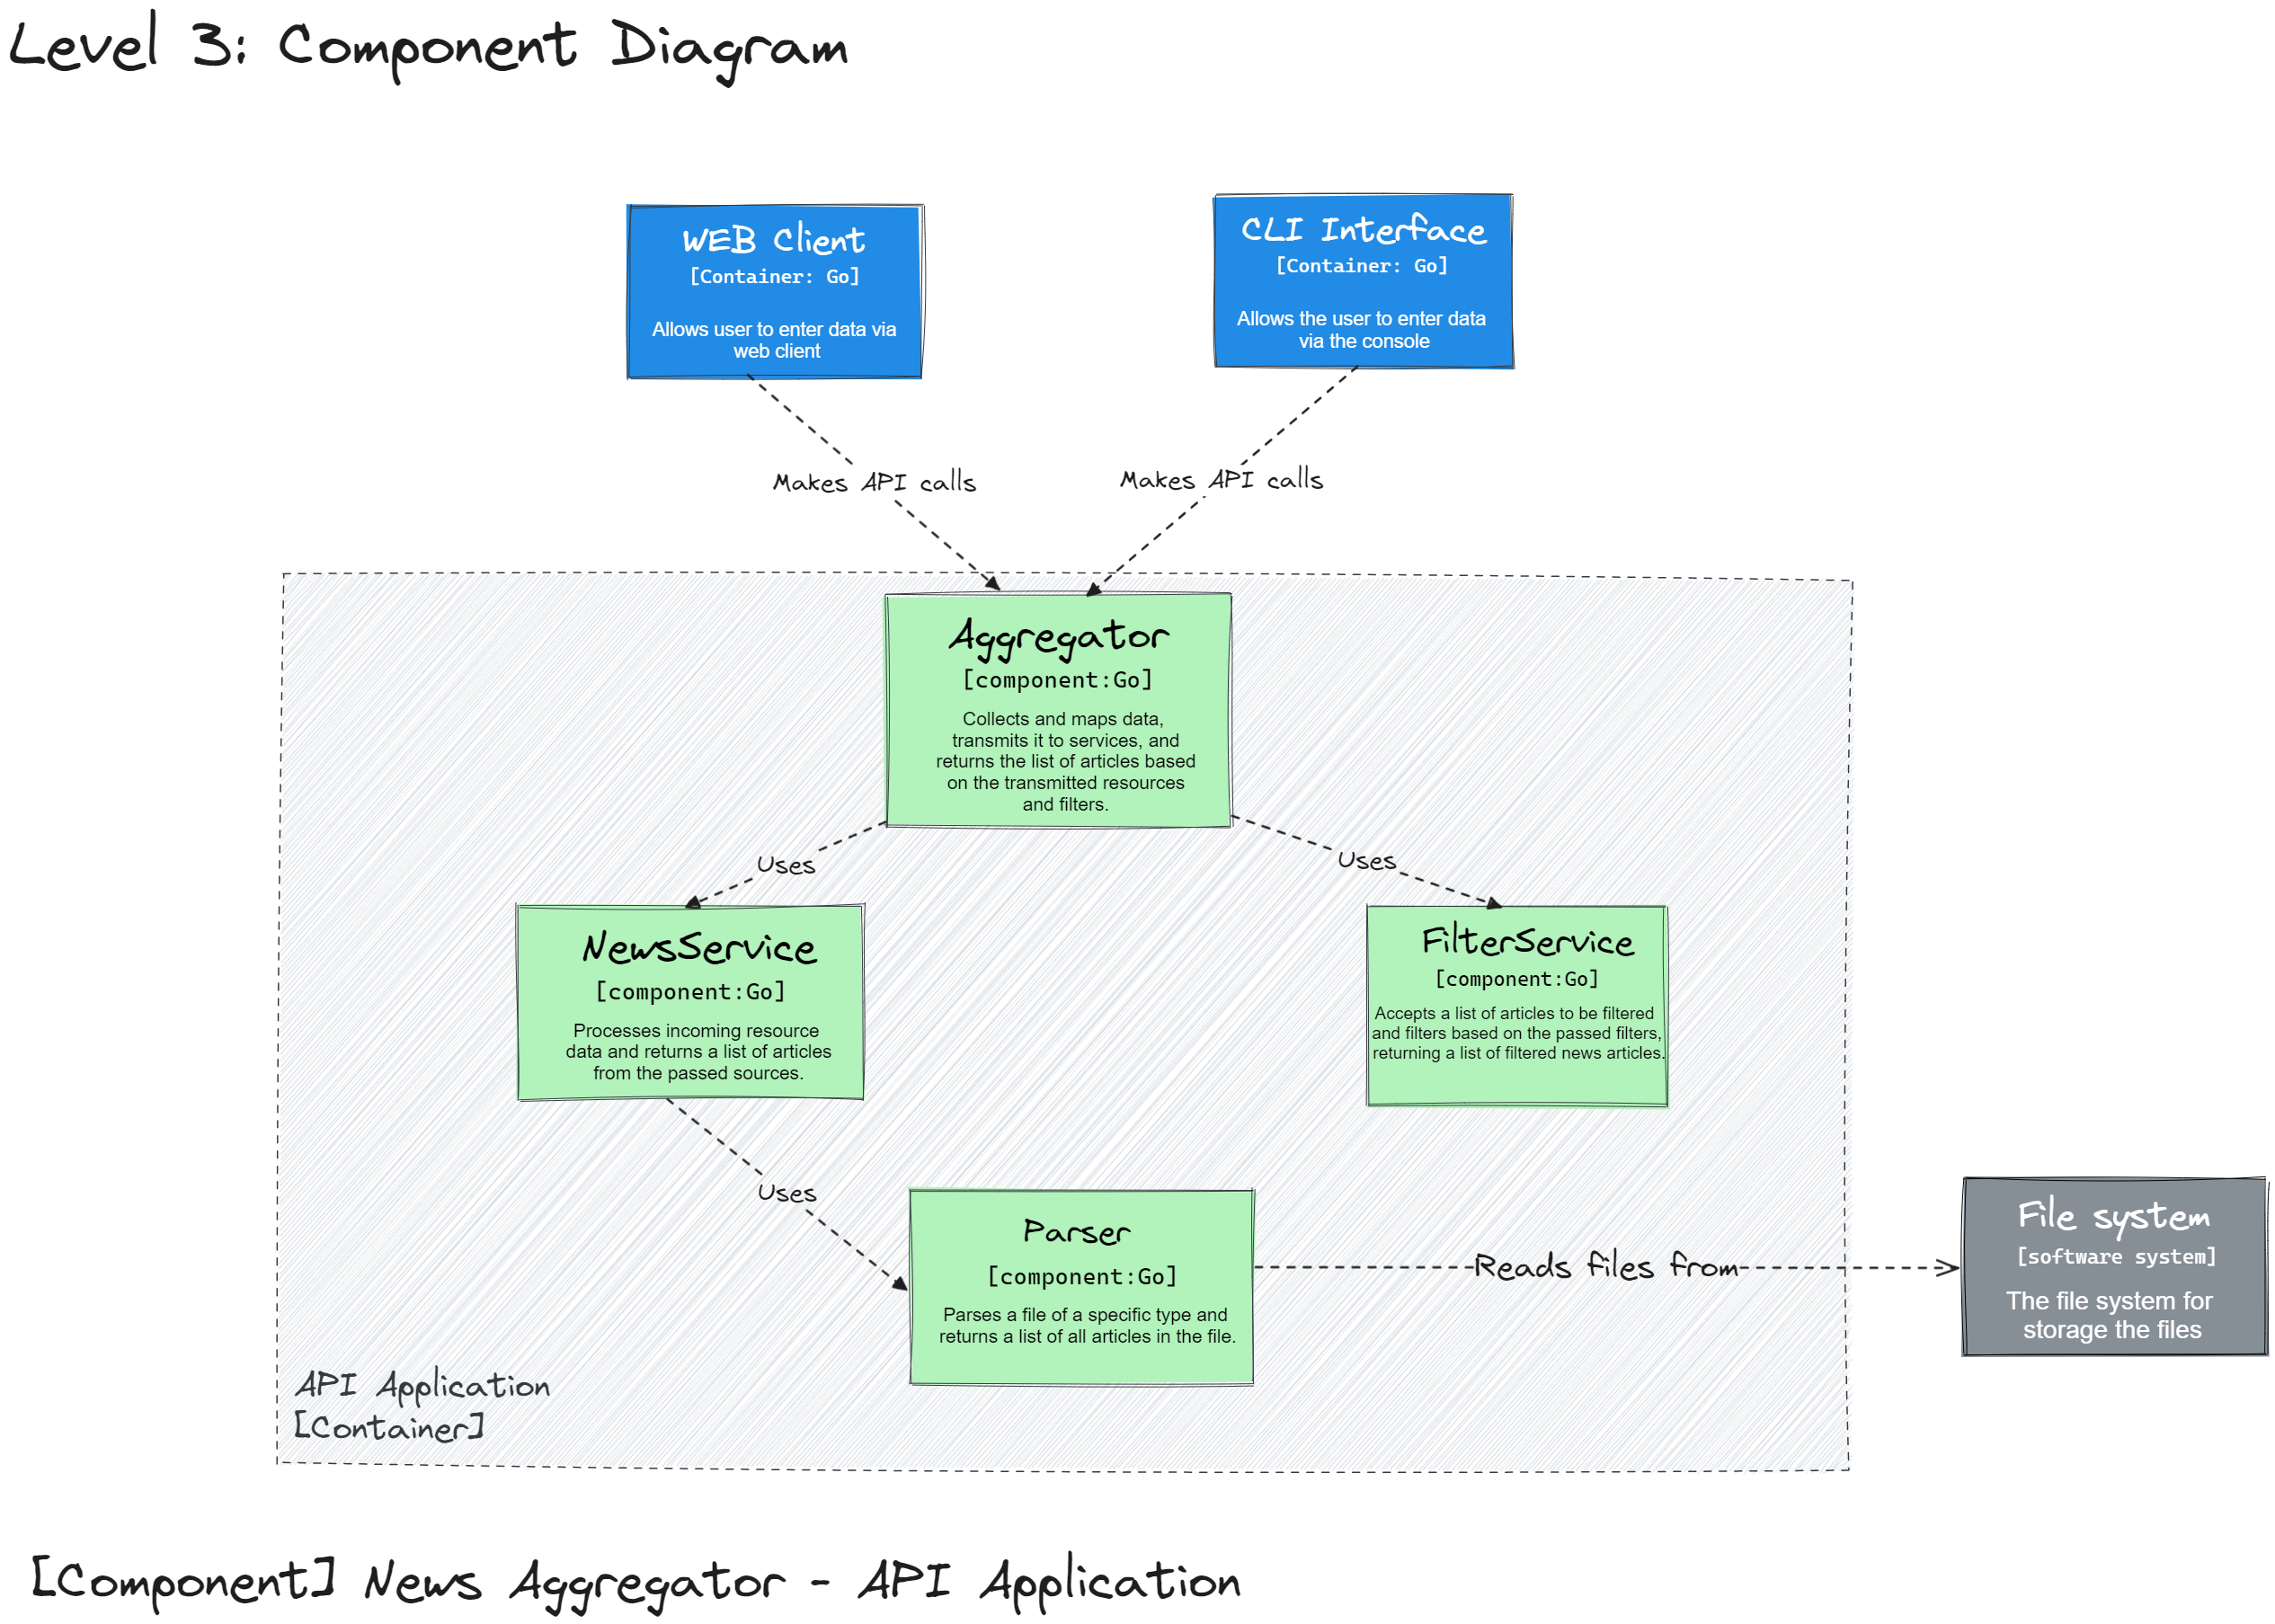 Level 3: Component Diagram
WEB Client
[Container: Go]
Allows user to enter data via
web client
CLI Interface
[Container: Go]
Allows the user to enter data
via the console
Makes API calls
Makes API calls
Aggregator
[component:Go]
Collects and maps data,
transmits it to services, and
returns the list of articles based
on the transmitted resources
and filters.
Uses
Uses
NewsService
[component:Go]
Processes incoming resource
data and returns a list of articles
from the passed sources.
FilterService
[component:Go]
Accepts a list of articles to be filtered
and filters based on the passed filters,
returning a list of filtered news articles.
Uses
Parser
[component:Go]
Parses a file of a specific type and
returns a list of all articles in the file.
Reads files from
File system
[software system]
The file system for
storage the files
API Application
[Container]
[Component] News Aggregator - API Application